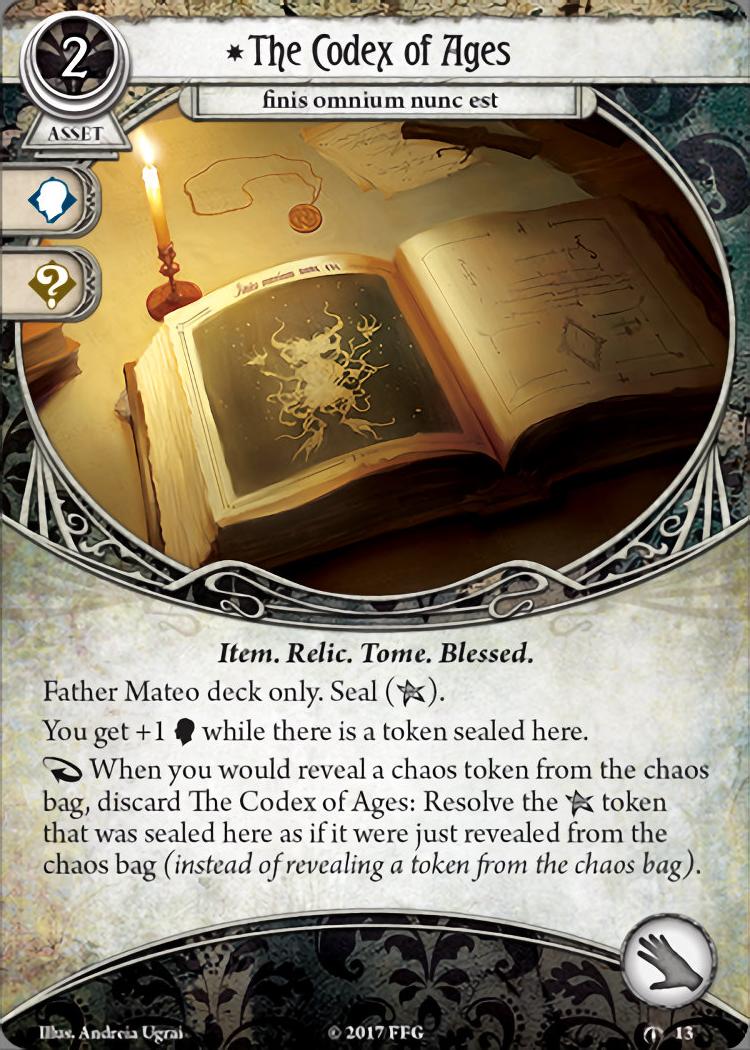 2
The Codex of Ages
finis omnium nunc est
ASSET
Item. Relic. Tome. Blessed.
Father Mateo deck only. Seal ( ).
You get +1 while there is a token sealed here.
When you would reveal a chaos token from the chaos
bag, discard The Codex of Ages: Resolve the token
that was sealed here as if it were just revealed from the
chaos bag (instead of revealing a token from the chaos bag).
Illus. Andreia Ugrai
© 2017 FFG
13